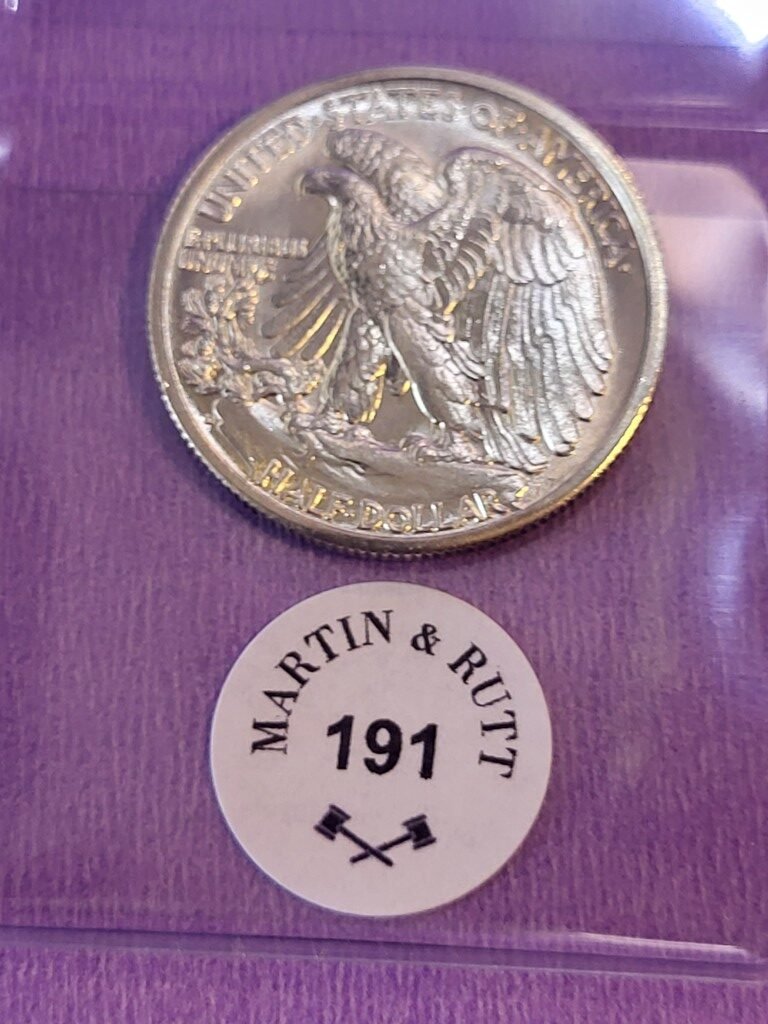 UNITED STATES OF AMERICA
E PLURIBUS
UNUM
HALF DOLLAR
MARTIN & RUTT
191